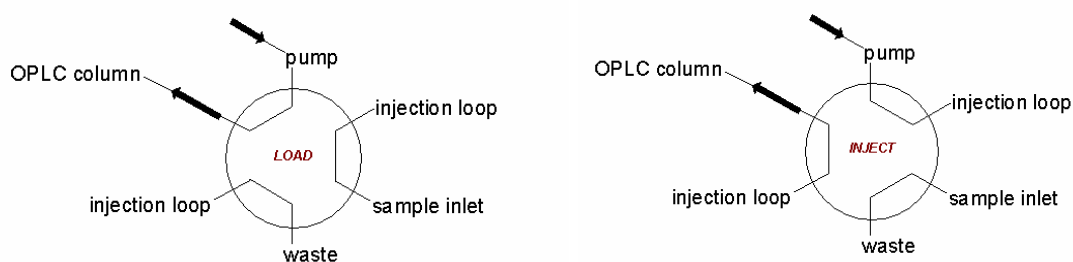 pump
OPLC column
injection loop
LOAD
injection loop
sample inlet
waste
pump
OPLC column
injection loop
INJECT
injection loop
sample inlet
waste